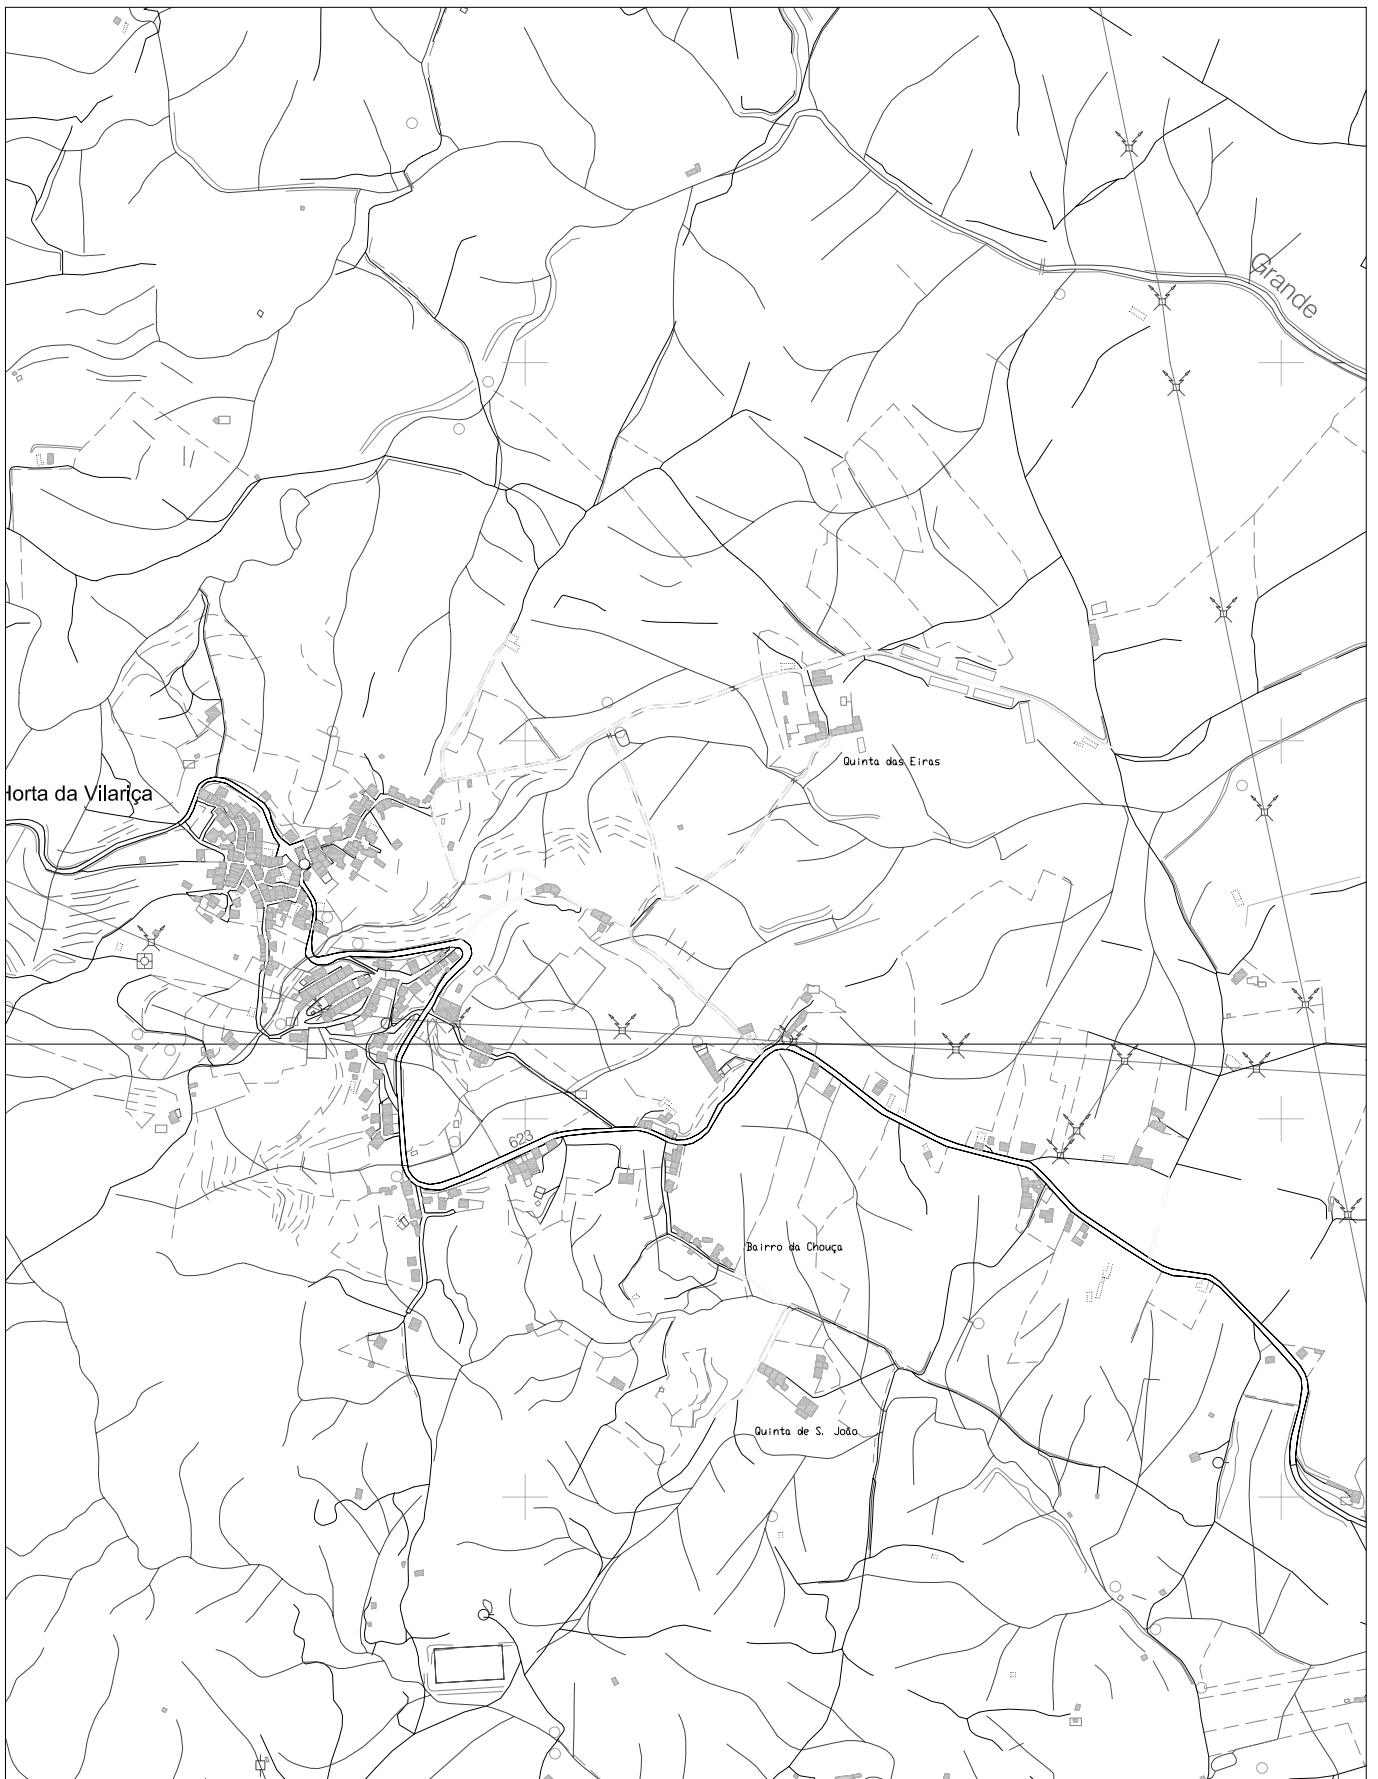 Grande
Quinta das Eiras
Horta da Vilariça
623
Bairro da Chouça
Quinta de S. João